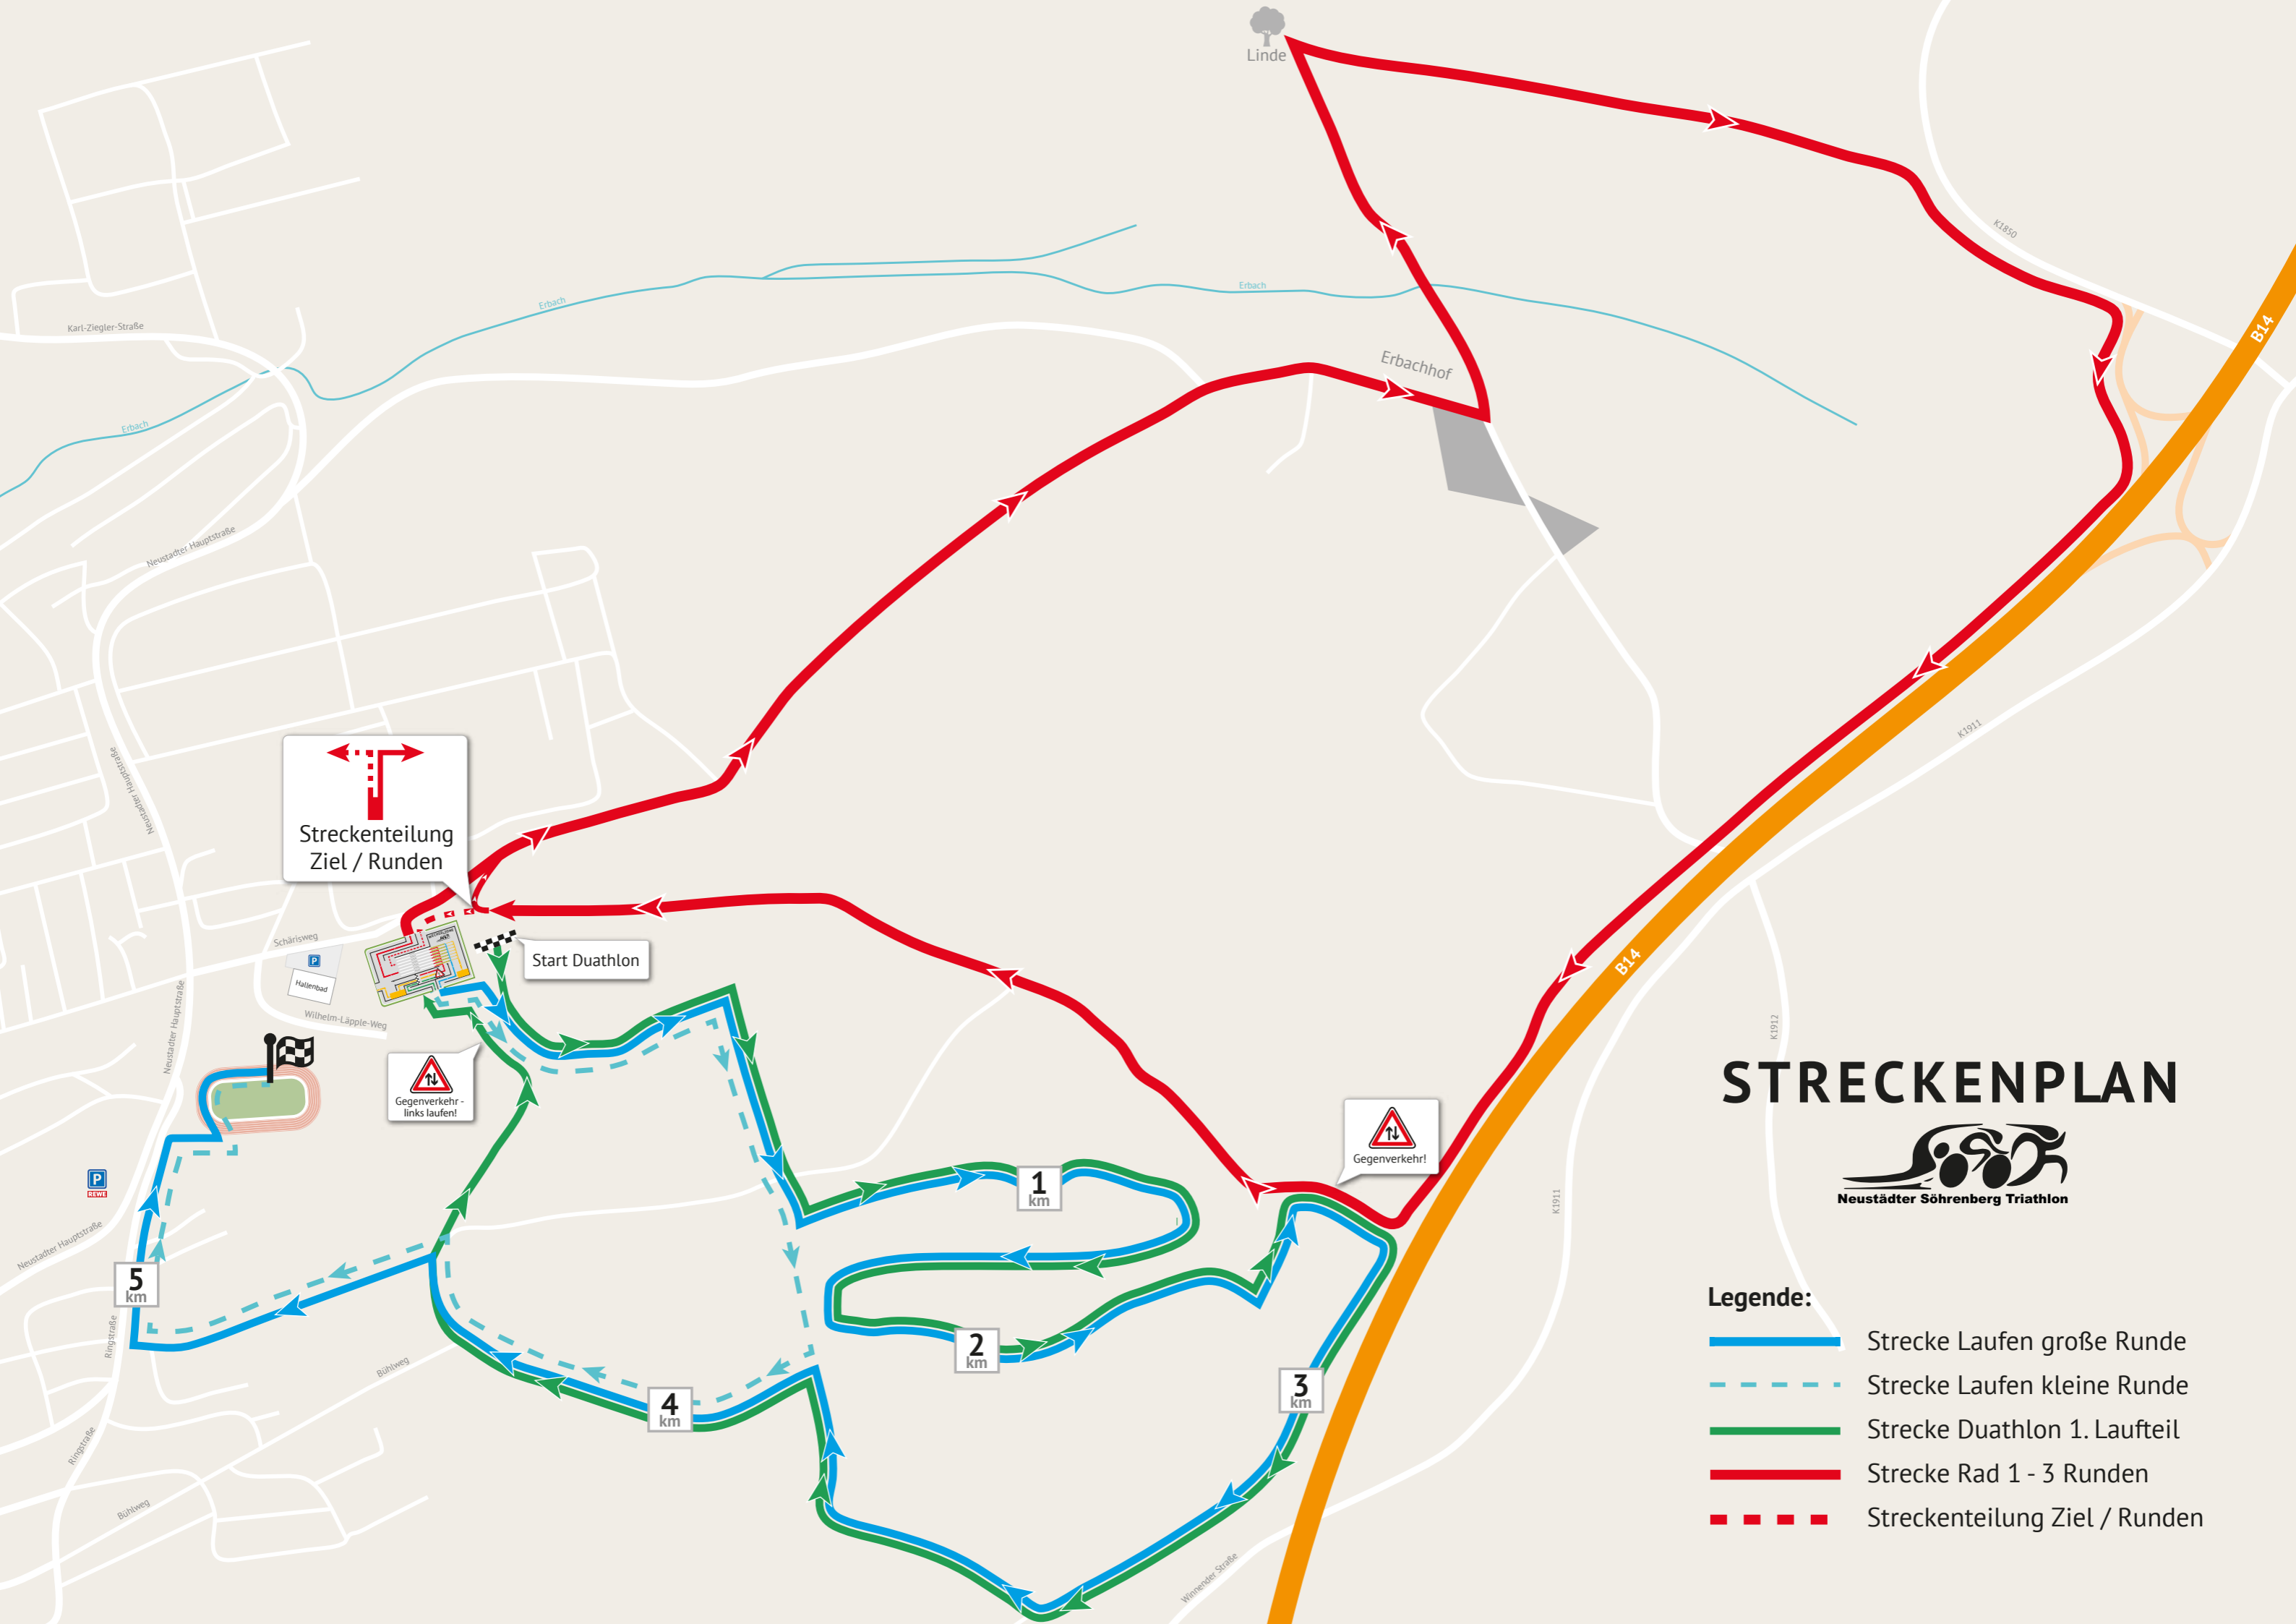 Linde
K1850
Erbach
Erbach
Erbach
Karl-Ziegler-Straße
B14
Erbachhof
Neustadter Hauptstraße
Neustadter Hauptstraße
K1911
Streckenteilung
Ziel / Runden
Schärisweg
P
Hallenbad
Start Duathlon
B14
Wilhelm-Läpple-Weg
Neustadter Hauptstraße
K1912
Gegenverkehr -
links laufen!
STRECKENPLAN
Gegenverkehr!
Neustädter Söhrenberg Triathlon
P
REWE
1
km
K1911
Neustadter Hauptstraße
5
km
Ringstraße
2
km
Bühlweg
3
km
4
km
Ringstraße
Bühlweg
Winnender Straße
Legende:
Strecke Laufen große Runde
Strecke Laufen kleine Runde
Strecke Duathlon 1. Laufteil
Strecke Rad 1 - 3 Runden
Streckenteilung Ziel / Runden